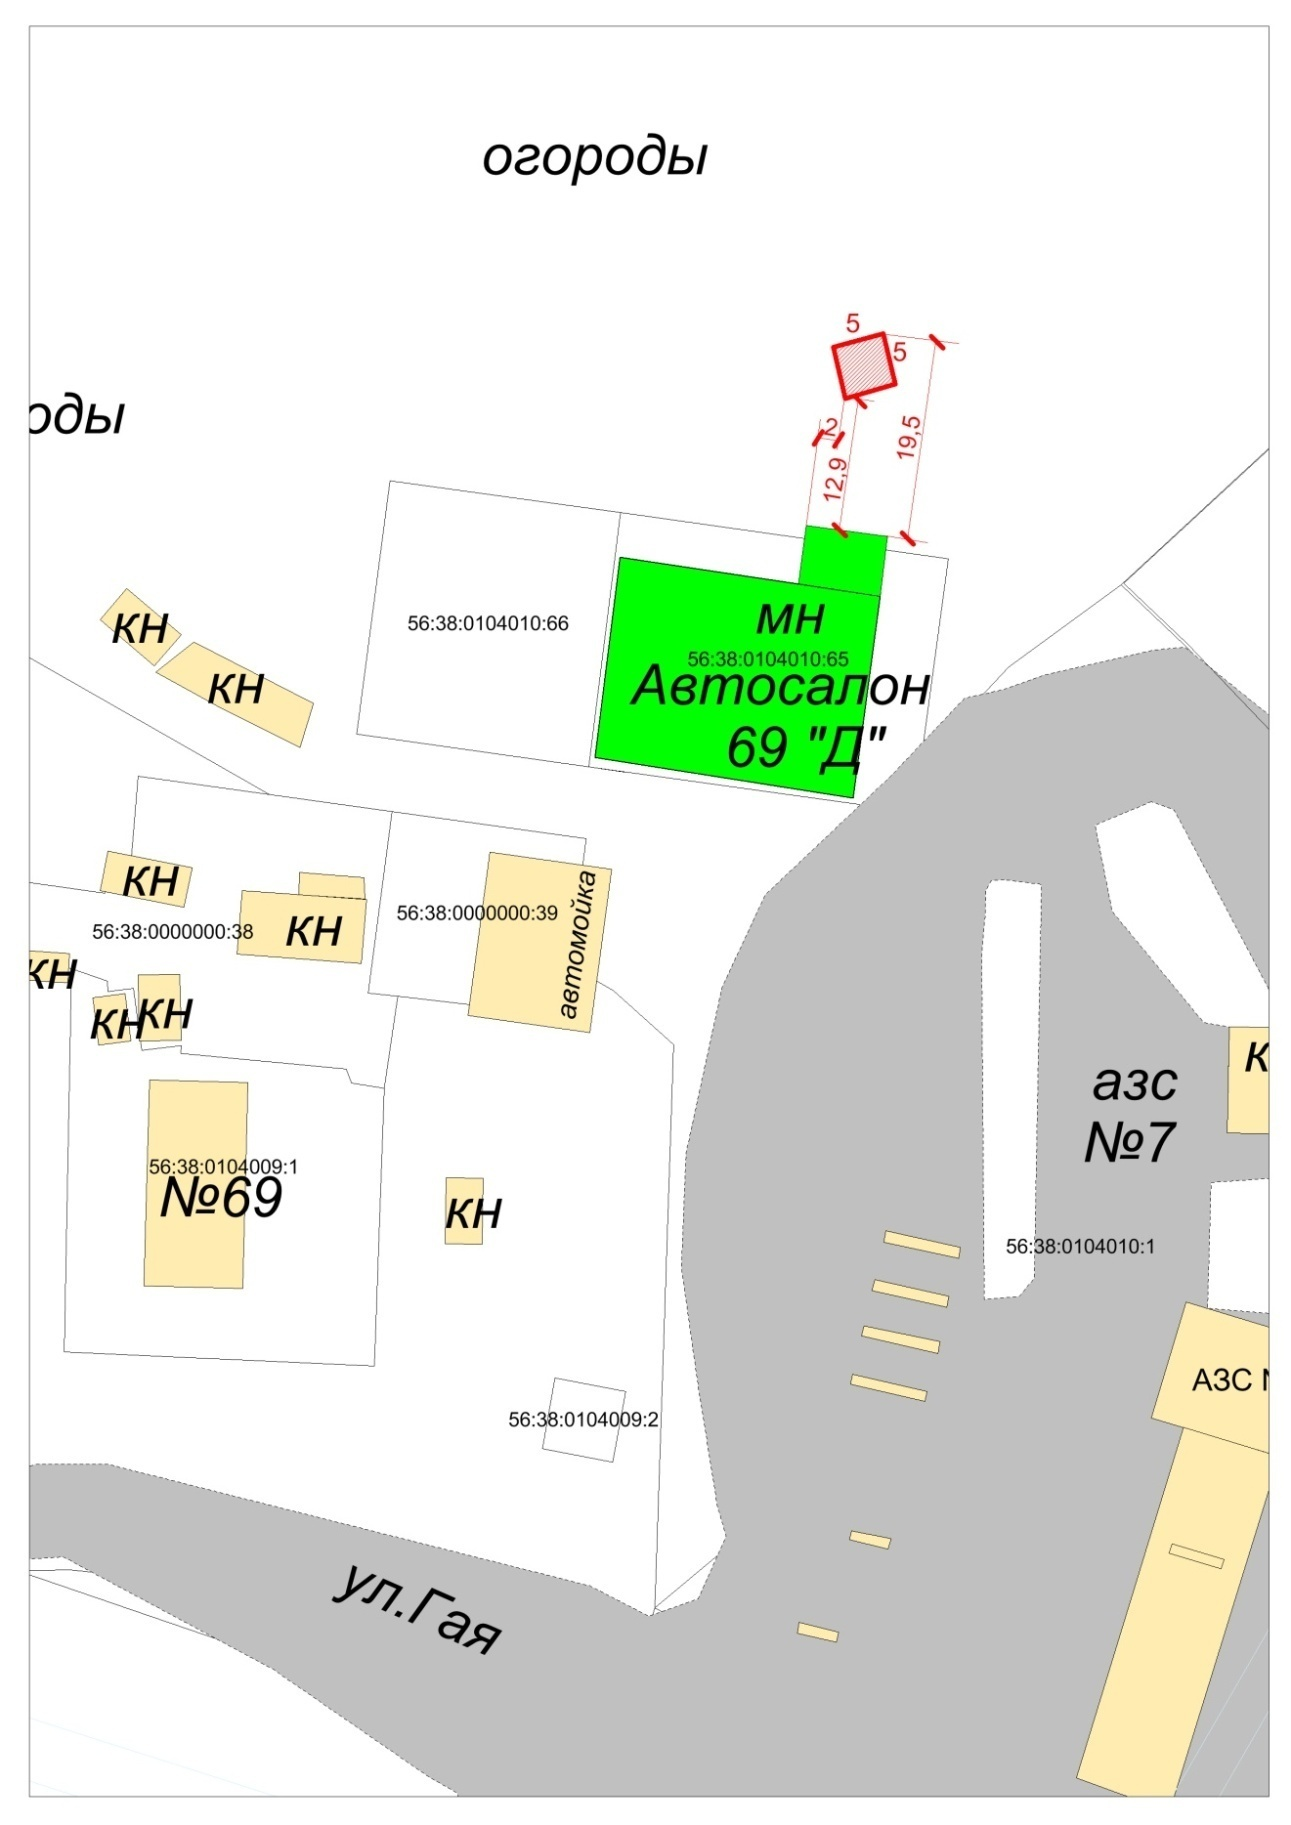 огороды
5
5
оды
2
19,5
12,9
кн
56:38:0104010:66
мн
56:38:0104010:65
Автосалон
69 "Д"
кн
кн
автомойка
56:38:0000000:39
56:38:0000000:38
кн
кн
кн
кн
азс
№7
к
56:38:0104009:1
№69
кн
56:38:0104010:1
АЗС
56:38:0104009:2
ул.Гая